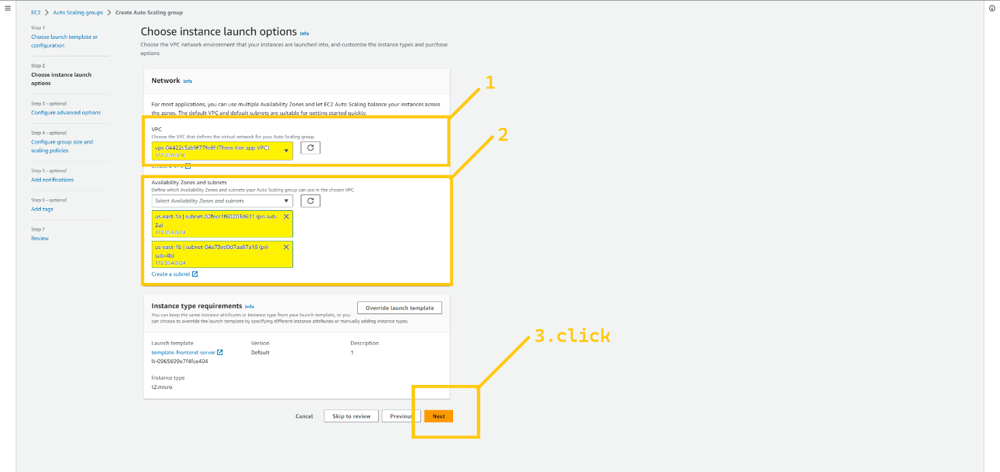 EC2 > Auto Scaling groups > Create Auto Scaling group
Step 1
Choose launch template or
configuration
Step 2
Choose instance launch
options
Step 3 - optional
Configure advanced options
Step 4 - optional
Configure group size and
scaling policies
Step 5 - optional
Add notifications
Step 6 - optional
Add tags
Step 7
Review
Choose instance launch options Info
Choose the VPC network environment that your instances are launched into, and customize the instance types and purchase
options.
Network Info
For most applications, you can use multiple Availability Zones and let EC2 Auto Scaling balance your instances across
the zones. The default VPC and default subnets are suitable for getting started quickly.
1
VPC
Choose the VPC that defines the virtual network for your Auto Scaling group.
vpc-04422c5ab9f77fe8f (Three-tier-app-VPC)
172.20.0.0/16
Create a VPC
2
Availability Zones and subnets
Define which Availability Zones and subnets your Auto Scaling group can use in the chosen VPC.
Select Availability Zones and subnets
us-east-1a | subnet-02fecc1f60203d611 (pri-sub-
3a)
172.20.3.0/24
us-east-1b | subnet-04a73ed0d7aa87a18 (pri-
sub-4b)
172.20.4.0/24
Create a subnet
Instance type requirements Info
Override launch template
You can keep the same instance attributes or instance type from your launch template, or you
can choose to override the launch template by specifying different instance attributes or manually adding instance types.
Launch template
template-frontend-server
lt-0965699e7f4fce404
Version
Default
Description
1
Instance type
t2.micro
3.click
Cancel
Skip to review
Previous
Next